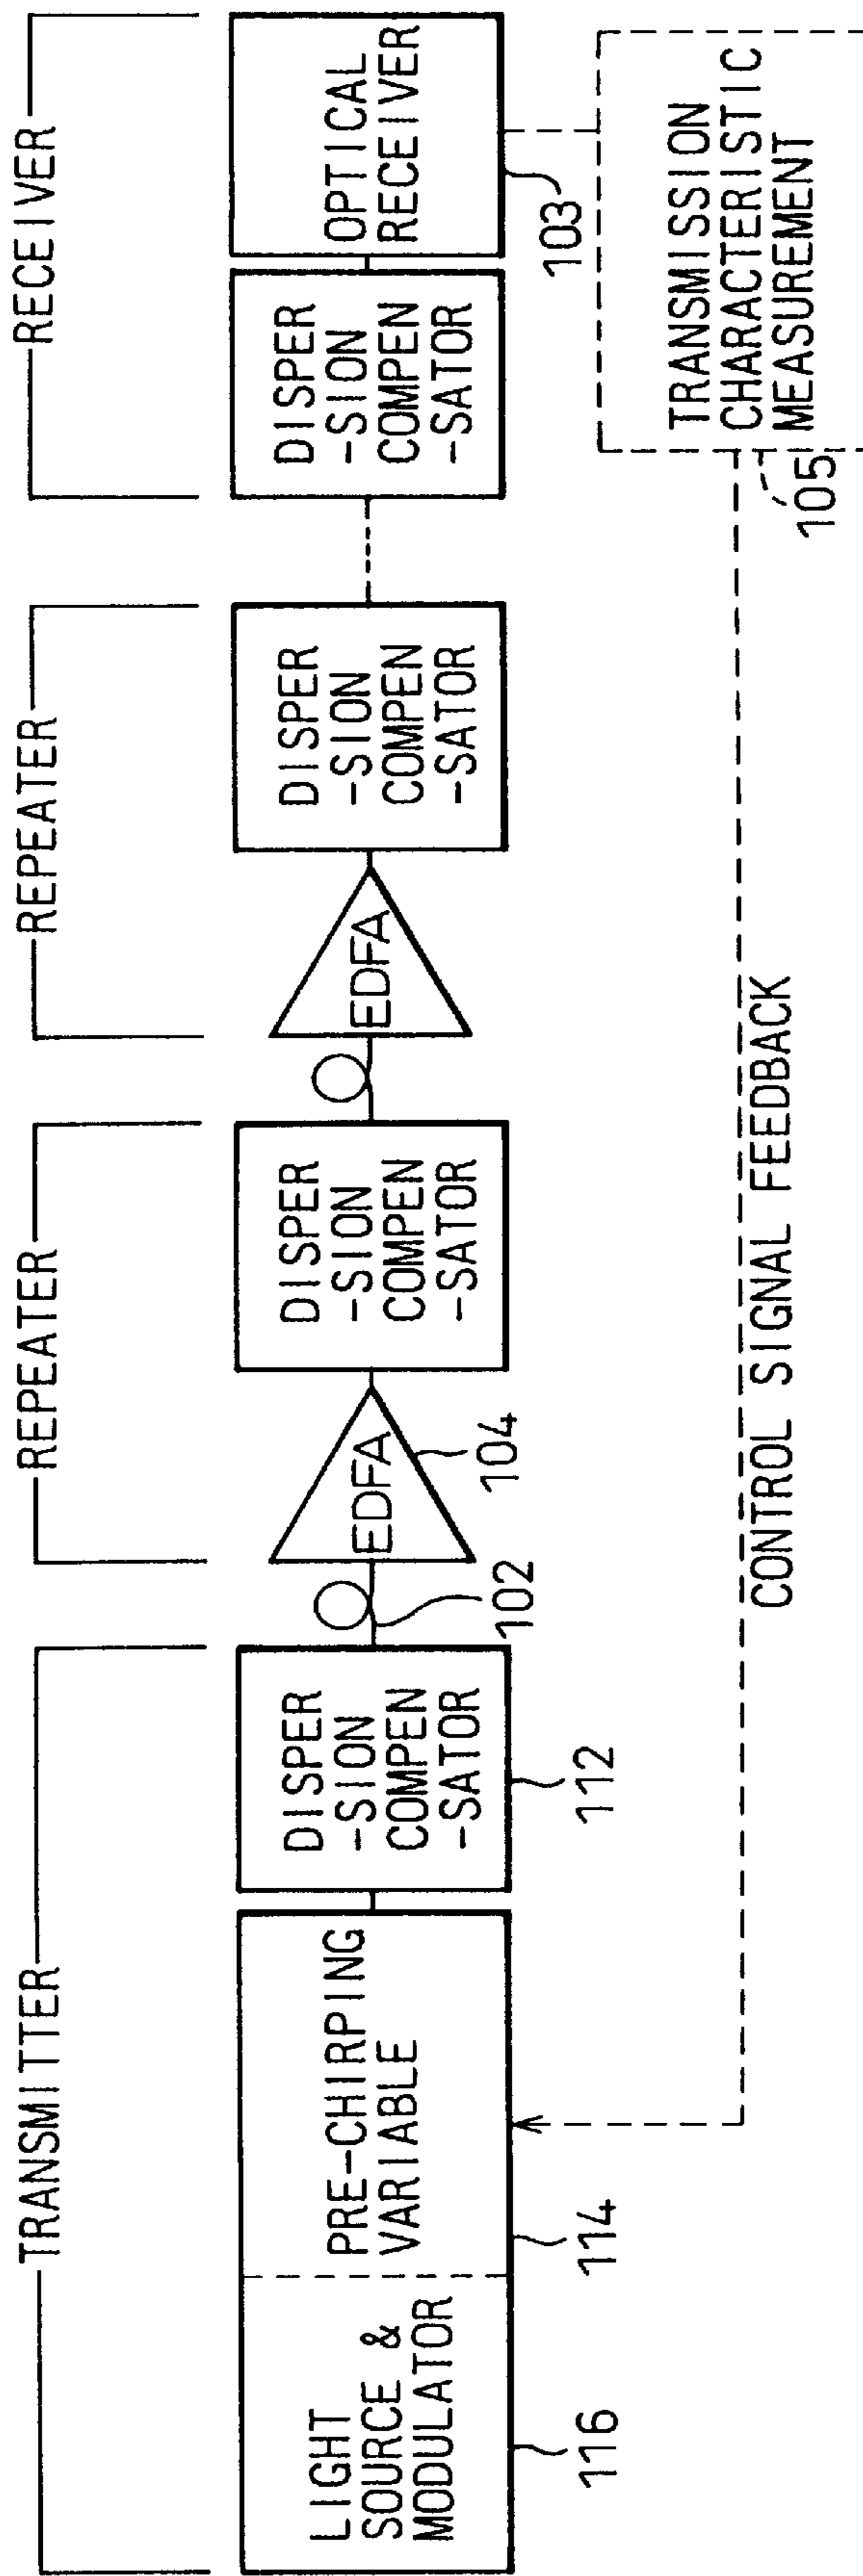 TRANSMITTER
REPEATER
REPEATER
RECEIVER
LIGHT
SOURCE &
MODULATOR
116
PRE-CHIRPING
VARIABLE
114
DISPER
-SION
COMPEN
-SATOR
112
102
EDFA
104
DISPER
-SION
COMPEN
-SATOR
EDFA
DISPER
-SION
COMPEN
-SATOR
DISPER
-SION
COMPEN
-SATOR
OPTICAL
RECEIVER
103
TRANSMISSION
CHARACTERISTIC
MEASUREMENT
105
CONTROL SIGNAL FEEDBACK